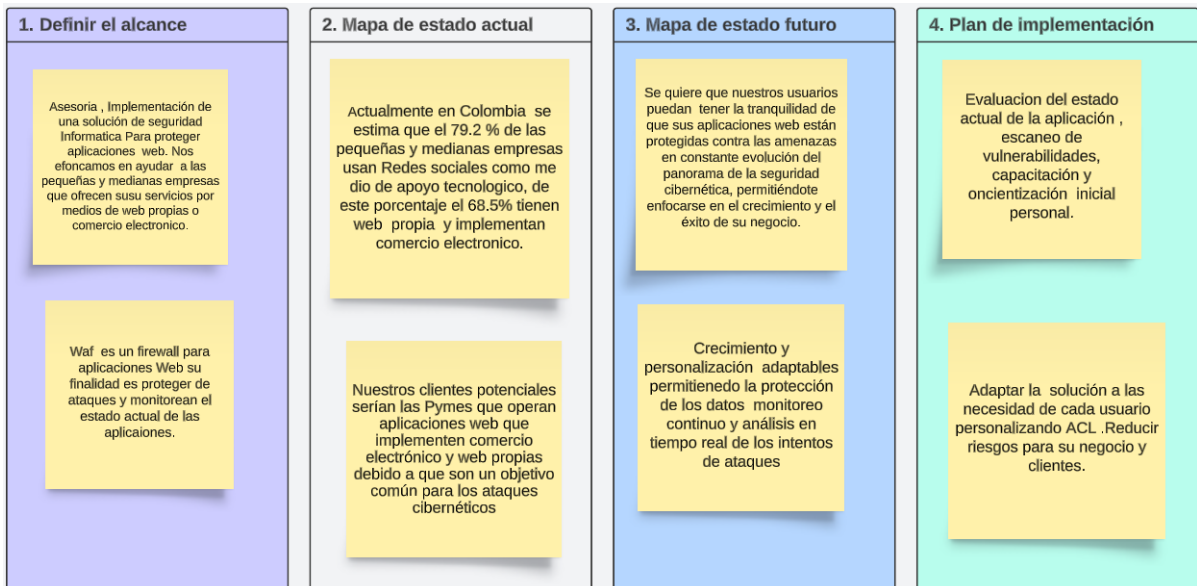 1. Definir el alcance
Asesoria , Implementación de
una solución de seguridad
Informatica Para proteger
aplicaciones web. Nos
efoncamos en ayudar a las
pequeñas y medianas empresas
que ofrecen susu servicios por
medios de web propias o
comercio electronico.
Waf es un firewall para
aplicaciones Web su
finalidad es proteger de
ataques y monitorean el
estado actual de las
aplicaiones.
2. Mapa de estado actual
Actualmente en Colombia se
estima que el 79.2 % de las
pequeñas y medianas empresas
usan Redes sociales como me
dio de apoyo tecnologico, de
este porcentaje el 68.5% tienen
web propia y implementan
comercio electronico.
Nuestros clientes potenciales
serían las Pymes que operan
aplicaciones web que
implementen comercio
electrónico y web propias
debido a que son un objetivo
común para los ataques
cibernéticos
3. Mapa de estado futuro
Se quiere que nuestros usuarios
puedan tener la tranquilidad de
que sus aplicaciones web están
protegidas contra las amenazas
en constante evolución del
panorama de la seguridad
cibernética, permitiéndote
enfocarse en el crecimiento y el
éxito de su negocio.
Crecimiento y
personalización adaptables
permitienedo la protección
de los datos monitoreo
continuo y análisis en
tiempo real de los intentos
de ataques
4. Plan de implementación
Evaluacion del estado
actual de la aplicación ,
escaneo de
vulnerabilidades,
capacitación y
oncientización inicial
personal.
Adaptar la solución a las
necesidad de cada usuario
personalizando ACL .Reducir
riesgos para su negocio y
clientes.